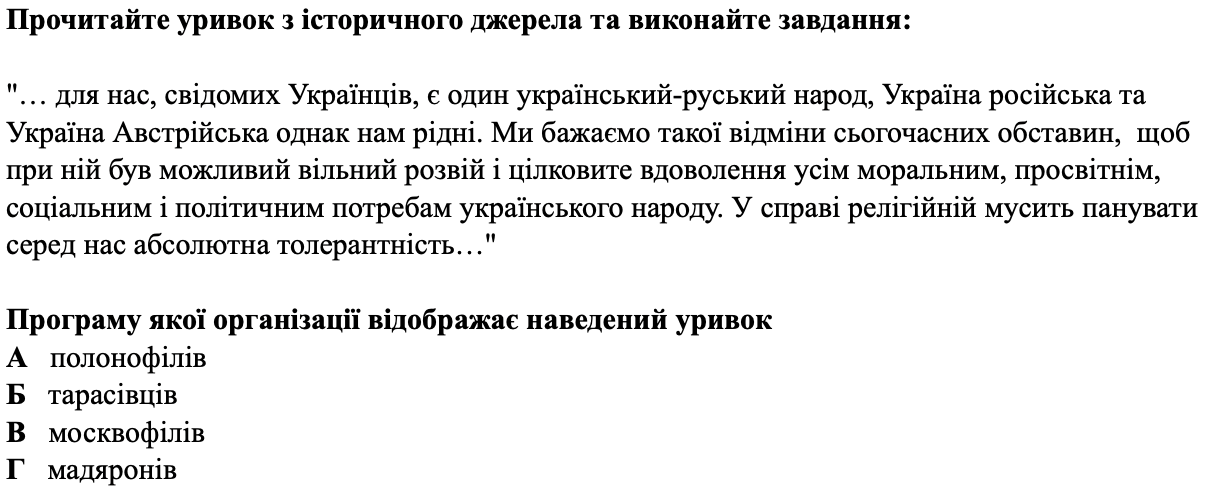 Прочитайте уривок з історичного джерела та виконайте завдання:
"… для нас, свідомих Українців, є один український-руський народ, Україна російська та
Україна Австрійська однак нам рідні. Ми бажаємо такої відміни сьогочасних обставин, щоб
при ній був можливий вільний розвій і цілковите вдоволення усім моральним, просвітнім,
соціальним і політичним потребам українського народу. У справі релігійній мусить панувати
серед нас абсолютна толерантність…"
Програму якої організації відображає наведений уривок
А полонофілів
Б тарасівців
В москвофілів
Г мадяронів